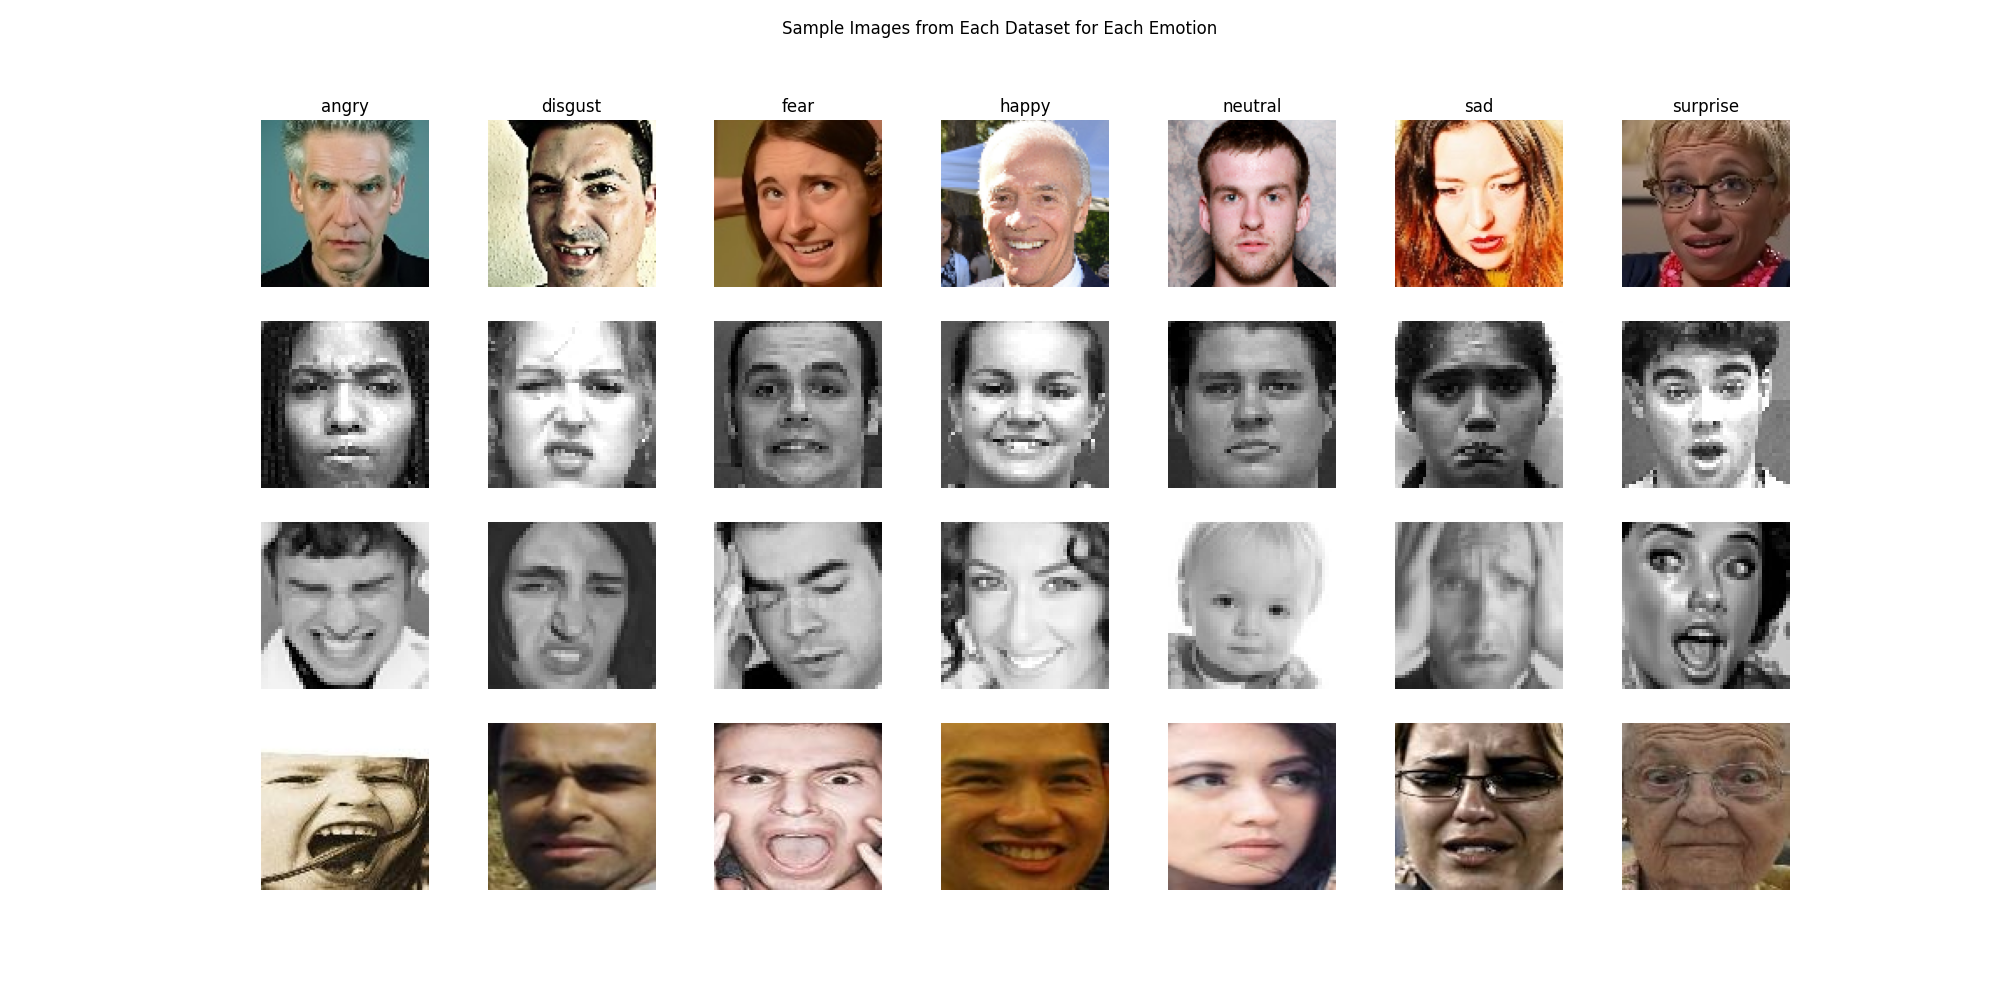 Sample Images from Each Dataset for Each Emotion
angry disgust fear happy neutral sad surprise